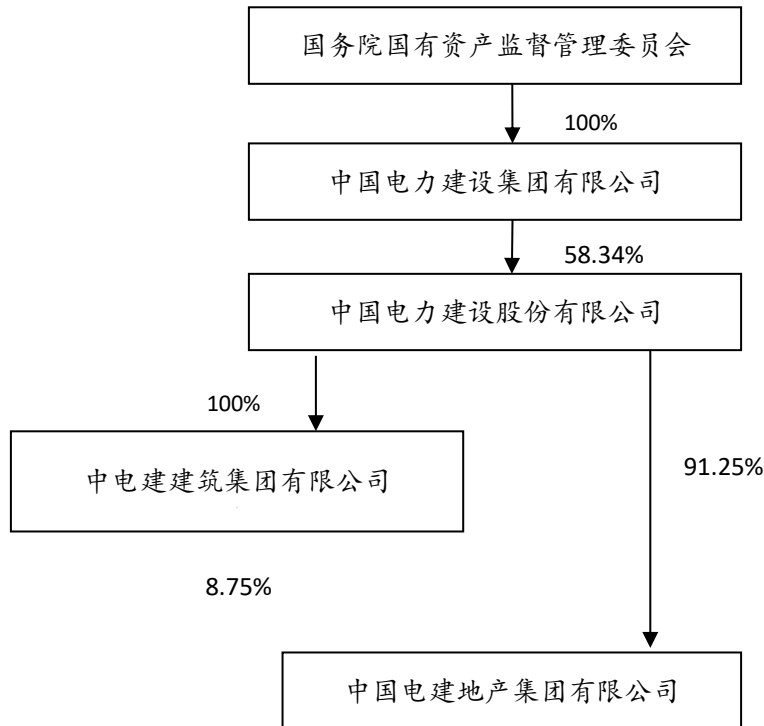 国务院国有资产监督管理委员会
100%
中国电力建设集团有限公司
58.34%
中国电力建设股份有限公司
100%
中电建建筑集团有限公司
91.25%
8.75%
中国电建地产集团有限公司